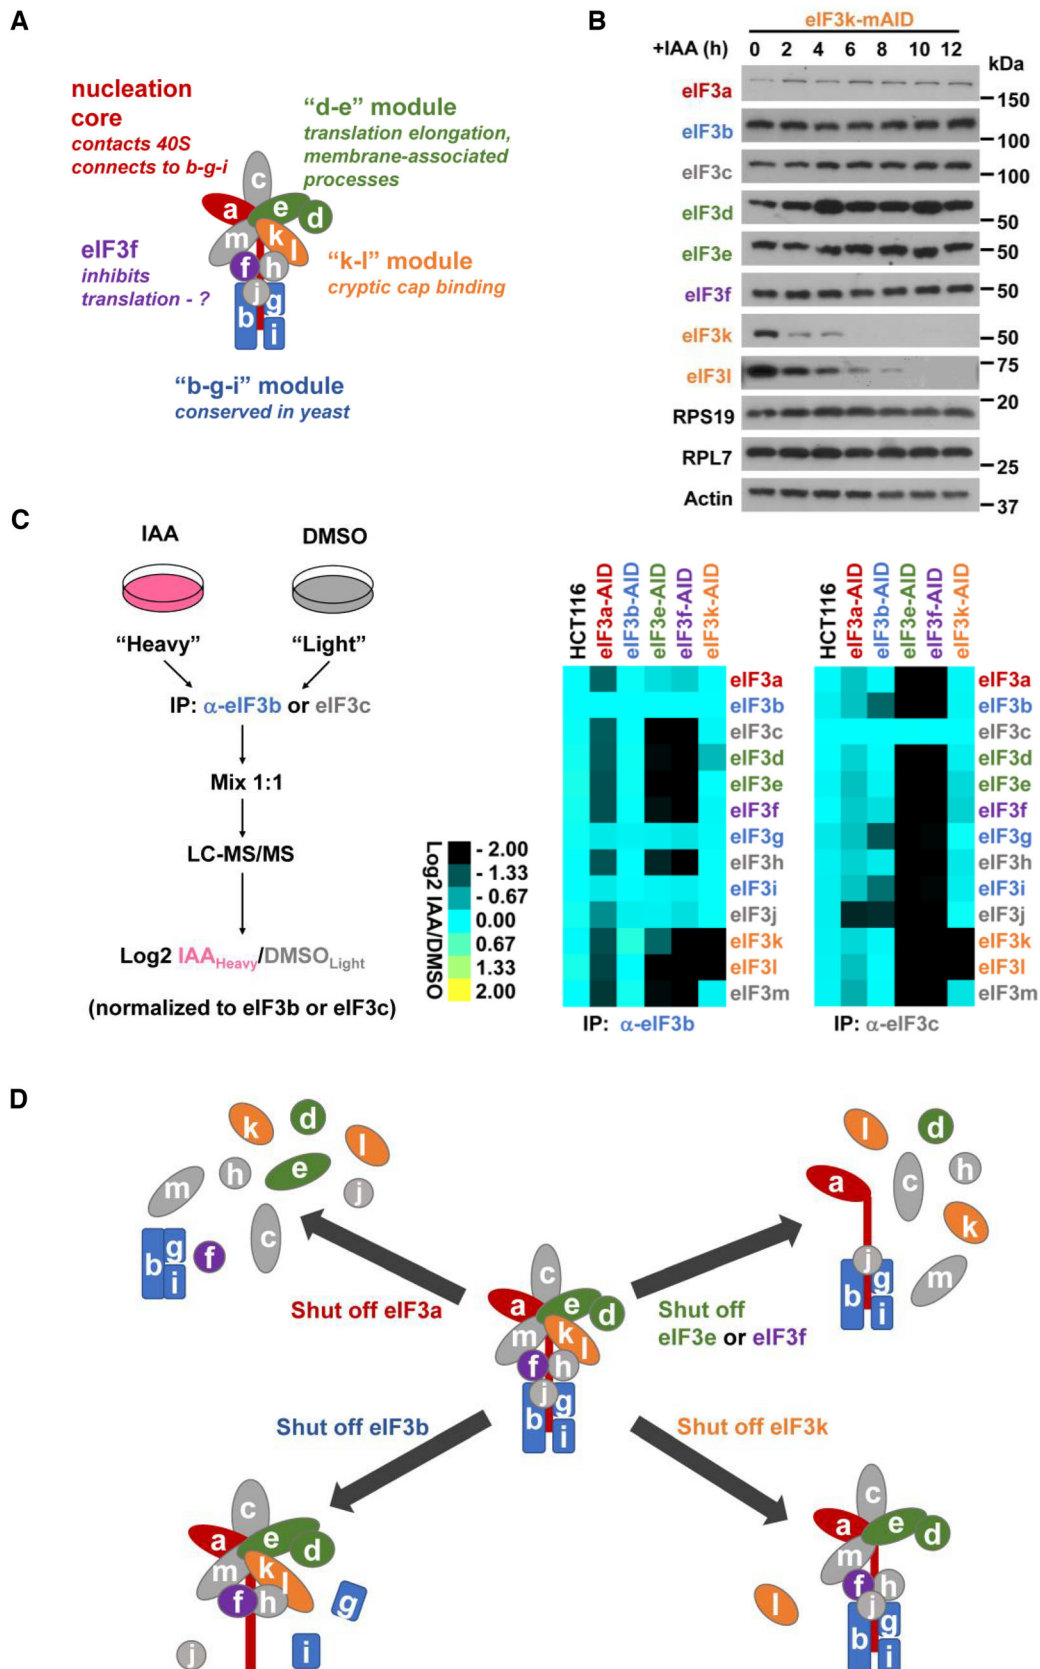 A
nucleation
core
contacts 40S
connects to b-g-i
"d-e" module
translation elongation,
membrane-associated
processes
c
a
e
d
m
k
l
f
h
j
g
b
i
eIF3f
inhibits
translation - ?
"k-l" module
cryptic cap binding
"b-g-i" module
conserved in yeast
B
eIF3k-mAID
+IAA (h) 0 2 4 6 8 10 12
kDa
eIF3a
150
eIF3b
100
eIF3c
100
eIF3d
50
eIF3e
50
eIF3f
50
eIF3k
50
eIF3l
75
RPS19
20
RPL7
25
Actin
37
C
IAA DMSO
"Heavy" "Light"
IP: α-eIF3b or eIF3c
Mix 1:1
LC-MS/MS
Log2 IAAHeavy/DMSOLight
(normalized to eIF3b or eIF3c)
Log2 IAA/DMSO
- 2.00
- 1.33
- 0.67
0.00
0.67
1.33
2.00
HCT116
eIF3a-AID
eIF3b-AID
eIF3e-AID
eIF3f-AID
eIF3k-AID
eIF3a
eIF3b
eIF3c
eIF3d
eIF3e
eIF3f
eIF3g
eIF3h
eIF3i
eIF3j
eIF3k
eIF3l
eIF3m
IP: α-eIF3b
HCT116
eIF3a-AID
eIF3b-AID
eIF3e-AID
eIF3f-AID
eIF3k-AID
eIF3a
eIF3b
eIF3c
eIF3d
eIF3e
eIF3f
eIF3g
eIF3h
eIF3i
eIF3j
eIF3k
eIF3l
eIF3m
IP: α-eIF3c
D
k
d
l
m
h
e
j
b
g
i
f
c
l
d
a
c
h
k
j
b
g
i
m
Shut off eIF3a
c
a
e
d
m
k
l
f
h
j
b
g
i
Shut off
eIF3e or eIF3f
Shut off eIF3b
Shut off eIF3k
c
a
e
d
m
k
l
f
h
g
j
i
c
a
e
d
m
f
h
j
l
b
g
i